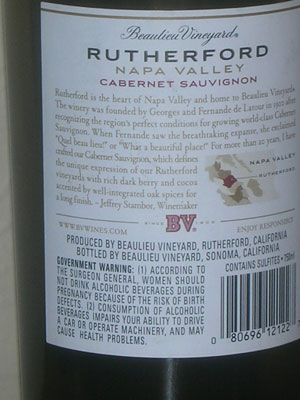 Beaulieu Vineyard®
RUTHERFORD
NAPA VALLEY
CABERNET SAUVIGNON
Rutherford is the heart of Napa Valley and home to Beaulieu Vineyard.
The winery was founded by Georges and Fernande de Latour in 1900 after
recognizing the region's perfect conditions for growing world-class Cabernet
Sauvignon. When Fernande saw the breathtaking expanse, she exclaimed
"Quel beau lieu!" or "What a beautiful place!" For more than 20 years, I have
crafted our Cabernet Sauvignon, which defines
the unique expression of our Rutherford
vineyards with rich dark berry and cocoa
accented by well-integrated oak spices for
a long finish. – Jeffrey Stambor, Winemaker
NAPA VALLEY
RUTHERFORD
WWW.BVWINES.COM
SINCE BV 1900
ENJOY RESPONSIBLY
PRODUCED BY BEAULIEU VINEYARD, RUTHERFORD, CALIFORNIA
BOTTLED BY BEAULIEU VINEYARD, SONOMA, CALIFORNIA
CONTAINS SULFITES • 750ml
GOVERNMENT WARNING: (1) ACCORDING TO
THE SURGEON GENERAL, WOMEN SHOULD
NOT DRINK ALCOHOLIC BEVERAGES DURING
PREGNANCY BECAUSE OF THE RISK OF BIRTH
DEFECTS. (2) CONSUMPTION OF ALCOHOLIC
BEVERAGES IMPAIRS YOUR ABILITY TO DRIVE
A CAR OR OPERATE MACHINERY, AND MAY
CAUSE HEALTH PROBLEMS.
0 80696 12122